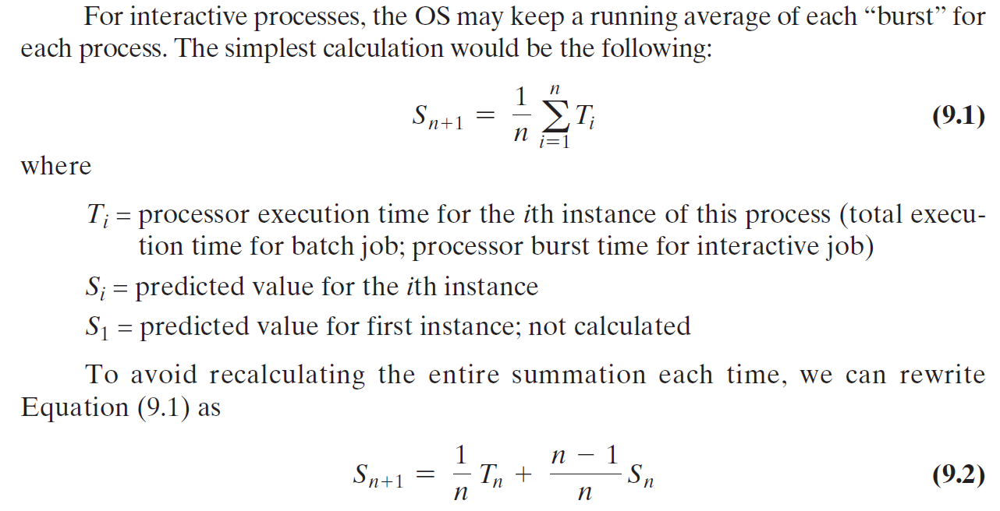 For interactive processes, the OS may keep a running average of each “burst” for
each process. The simplest calculation would be the following:
S_{n+1} = \frac{1}{n} \sum_{i=1}^{n} T_i (9.1)
where
T_i = processor execution time for the ith instance of this process (total execu-
tion time for batch job; processor burst time for interactive job)
S_i = predicted value for the ith instance
S_1 = predicted value for first instance; not calculated
To avoid recalculating the entire summation each time, we can rewrite
Equation (9.1) as
S_{n+1} = \frac{1}{n} T_n + \frac{n - 1}{n} S_n (9.2)